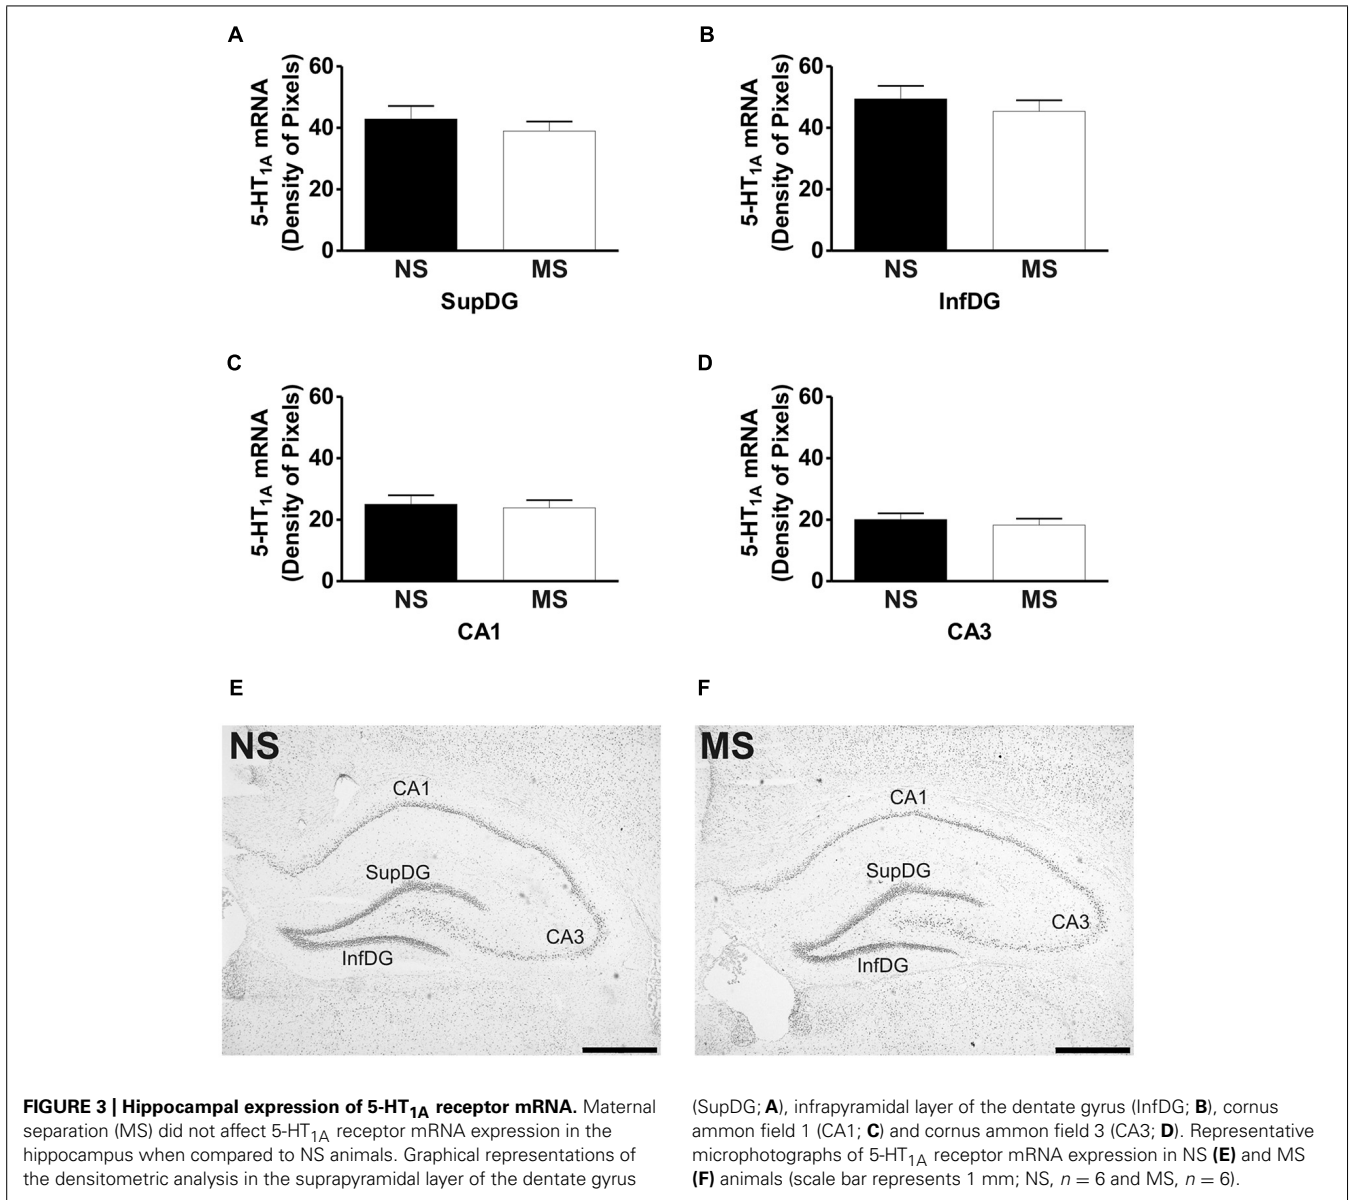 A
60
40
20
0
5-HT1A mRNA
(Density of Pixels)
NS MS
SupDG
B
60
40
20
0
5-HT1A mRNA
(Density of Pixels)
NS MS
InfDG
C
60
40
20
0
5-HT1A mRNA
(Density of Pixels)
NS MS
CA1
D
60
40
20
0
5-HT1A mRNA
(Density of Pixels)
NS MS
CA3
E
NS
CA1
SupDG
CA3
InfDG
F
MS
CA1
SupDG
CA3
InfDG
FIGURE 3 | Hippocampal expression of 5-HT1A receptor mRNA. Maternal
separation (MS) did not affect 5-HT1A receptor mRNA expression in the
hippocampus when compared to NS animals. Graphical representations of
the densitometric analysis in the suprapyramidal layer of the dentate gyrus
(SupDG; A), infrapyramidal layer of the dentate gyrus (InfDG; B), cornus
ammon field 1 (CA1; C) and cornus ammon field 3 (CA3; D). Representative
microphotographs of 5-HT1A receptor mRNA expression in NS (E) and MS
(F) animals (scale bar represents 1 mm; NS, n = 6 and MS, n = 6).